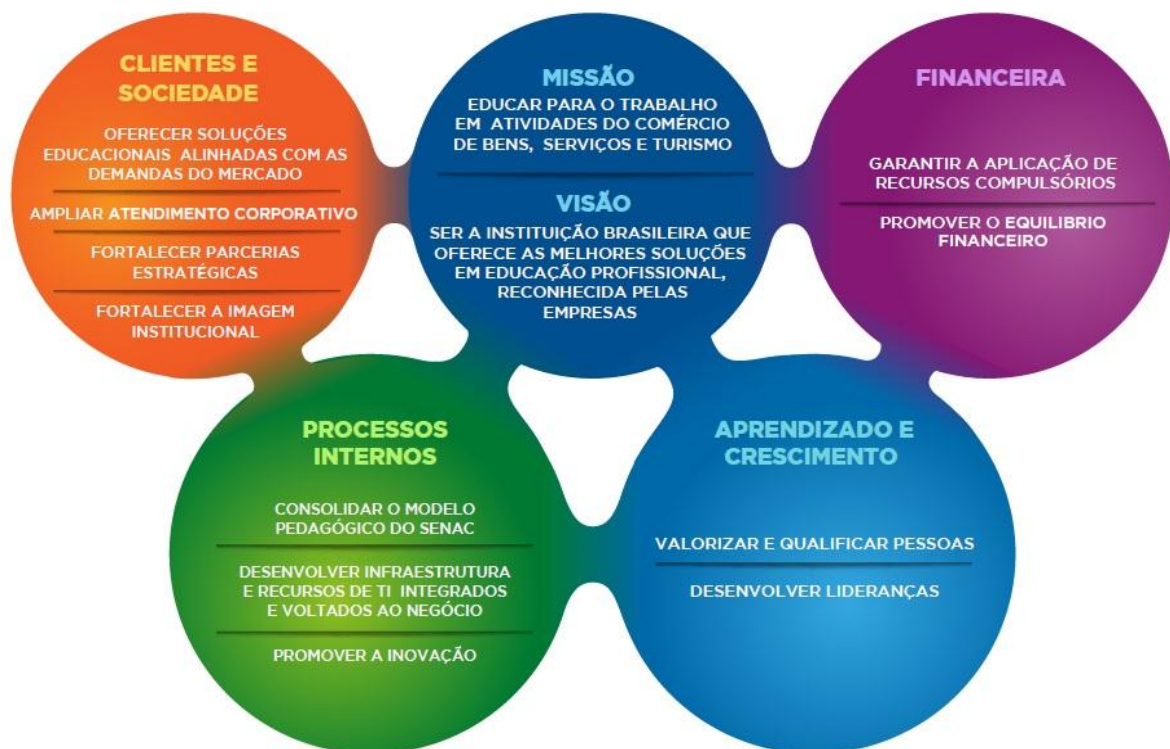 CLIENTES E
SOCIEDADE
OFERECER SOLUÇÕES
EDUCACIONAIS ALINHADAS COM AS
DEMANDAS DO MERCADO
AMPLIAR ATENDIMENTO CORPORATIVO
FORTALECER PARCERIAS
ESTRATÉGICAS
FORTALECER A IMAGEM
INSTITUCIONAL
MISSÃO
EDUCAR PARA O TRABALHO
EM ATIVIDADES DO COMÉRCIO
DE BENS, SERVIÇOS E TURISMO
VISÃO
SER A INSTITUIÇÃO BRASILEIRA QUE
OFERECE AS MELHORES SOLUÇÕES
EM EDUCAÇÃO PROFISSIONAL,
RECONHECIDA PELAS
EMPRESAS
FINANCEIRA
GARANTIR A APLICAÇÃO DE
RECURSOS COMPULSÓRIOS
PROMOVER O EQUILIBRIO
FINANCEIRO
PROCESSOS
INTERNOS
CONSOLIDAR O MODELO
PEDAGÓGICO DO SENAC
DESENVOLVER INFRAESTRUTURA
E RECURSOS DE TI INTEGRADOS
E VOLTADOS AO NEGÓCIO
PROMOVER A INOVAÇÃO
APRENDIZADO E
CRESCIMENTO
VALORIZAR E QUALIFICAR PESSOAS
DESENVOLVER LIDERANÇAS